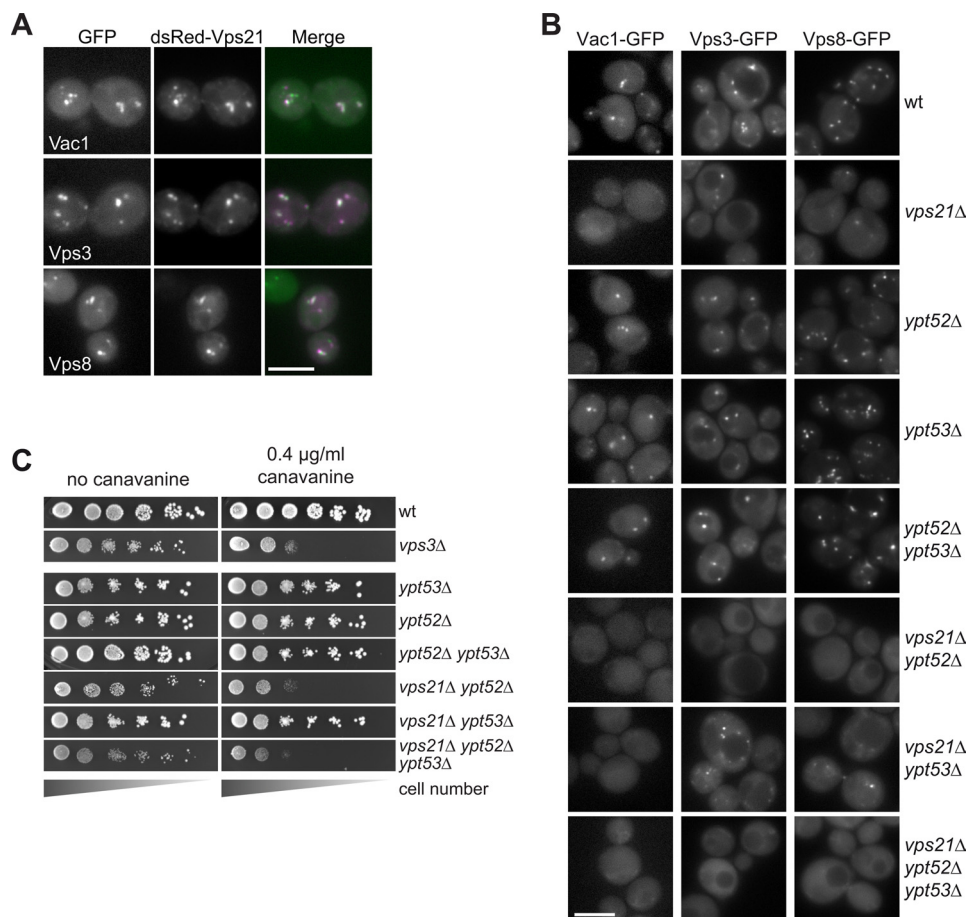 A
GFP dsRed-Vps21 Merge
Vac1
Vps3
Vps8
B
Vac1-GFP Vps3-GFP Vps8-GFP
wt
vps21Δ
ypt52Δ
ypt53Δ
ypt52Δ
ypt53Δ
vps21Δ
ypt52Δ
vps21Δ
ypt53Δ
vps21Δ
ypt52Δ
ypt53Δ
C
no canavanine
0.4 µg/ml
canavanine
wt
vps3Δ
ypt53Δ
ypt52Δ
ypt52Δ ypt53Δ
vps21Δ ypt52Δ
vps21Δ ypt53Δ
vps21Δ ypt52Δ
ypt53Δ
cell number